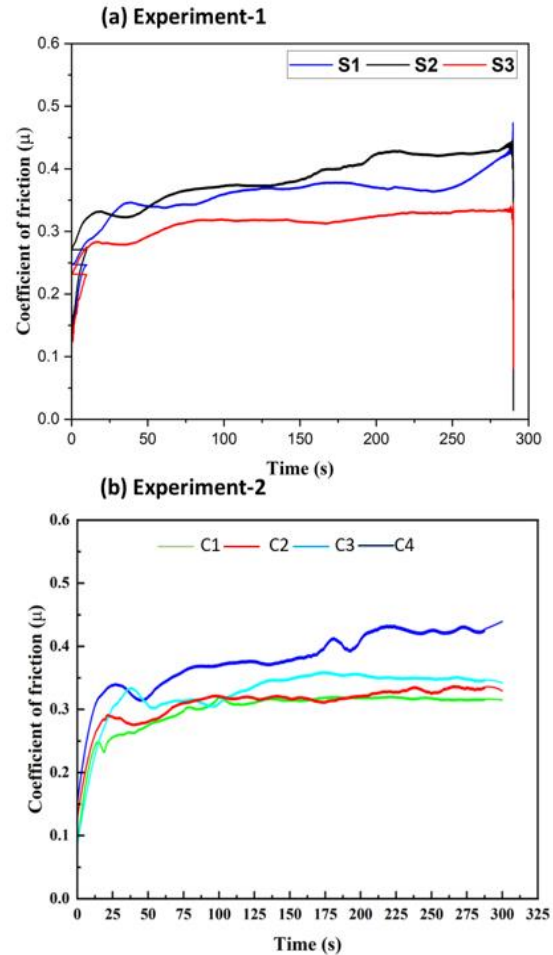 (a) Experiment-1
S1 S2 S3
Coefficient of friction (μ)
0.6
0.5
0.4
0.3
0.2
0.1
0.0
0 50 100 150 200 250 300
Time (s)
(b) Experiment-2
C1 C2 C3 C4
Coefficient of friction (μ)
0.6
0.5
0.4
0.3
0.2
0.1
0.0
0 25 50 75 100 125 150 175 200 225 250 275 300
Time (s)